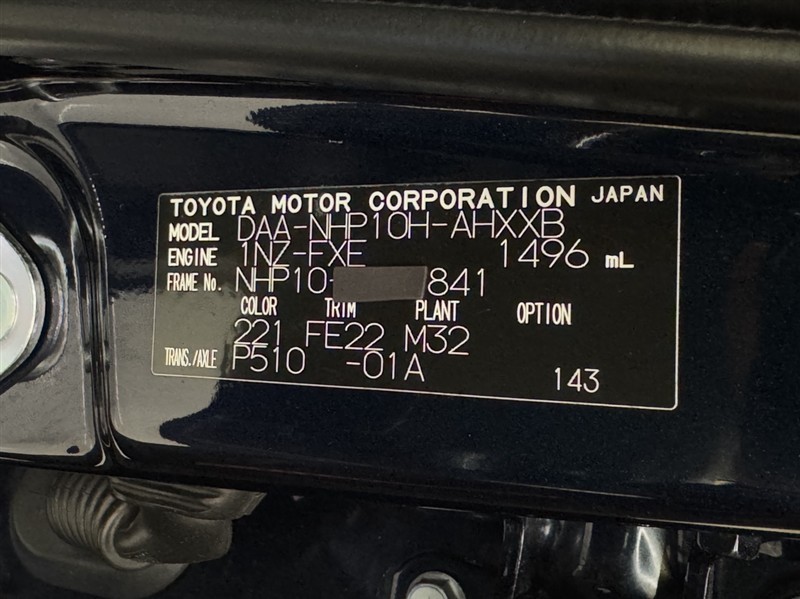 TOYOTA MOTOR CORPORATION JAPAN
MODEL DAA-NHP10H-AHXXB
ENGINE 1NZ-FXE 1496 mL
FRAME No. NHP10- 841
COLOR TRIM PLANT OPTION
221 FE22 M32
TRANS./AXLE P510 -01A 143